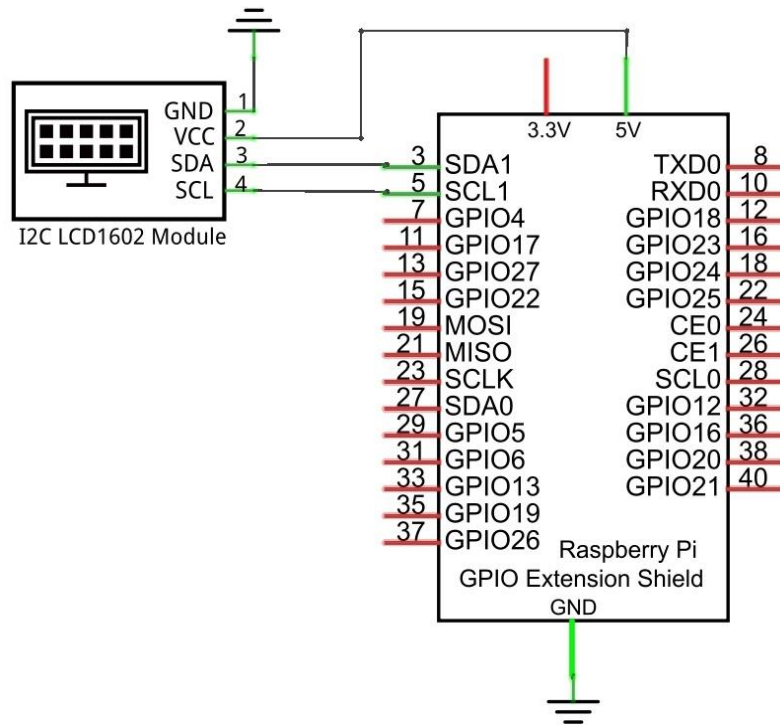 GND 1
VCC 2
SDA 3
SCL 4
I2C LCD1602 Module
3.3V 5V
3 SDA1 TXD0 8
5 SCL1 RXD0 10
7 GPIO4 GPIO18 12
11 GPIO17 GPIO23 16
13 GPIO27 GPIO24 18
15 GPIO22 GPIO25 22
19 MOSI CE0 24
21 MISO CE1 26
23 SCLK SCL0 28
27 SDA0 GPIO12 32
29 GPIO5 GPIO16 36
31 GPIO6 GPIO20 38
33 GPIO13 GPIO21 40
35 GPIO19
37 GPIO26
Raspberry Pi
GPIO Extension Shield
GND